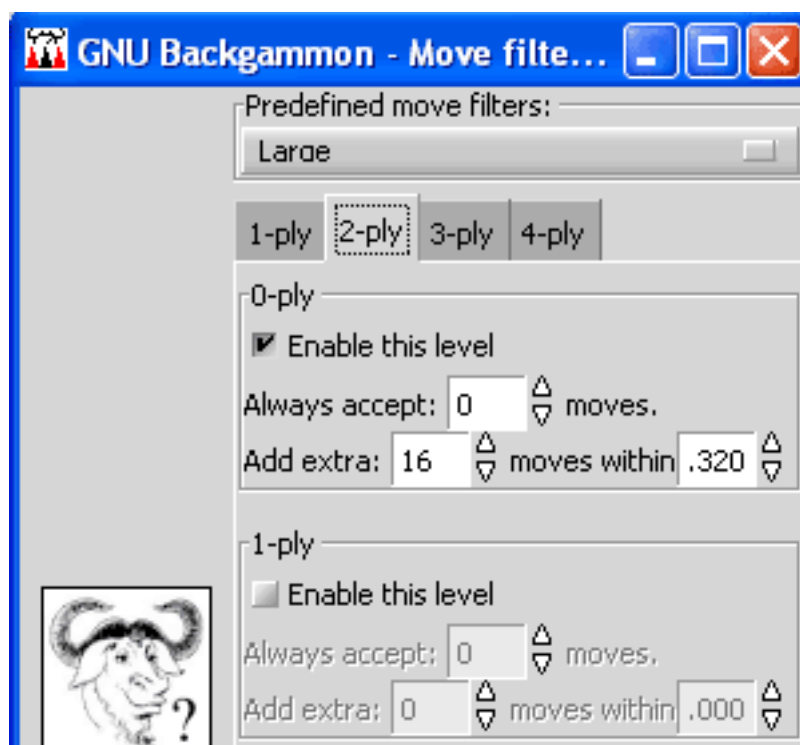 GNU Backgammon - Move filte...
Predefined move filters:
Large
1-ply 2-ply 3-ply 4-ply
0-ply
Enable this level
Always accept: 0 moves.
Add extra: 16 moves within .320
1-ply
Enable this level
Always accept: 0 moves.
Add extra: 0 moves within .000
?